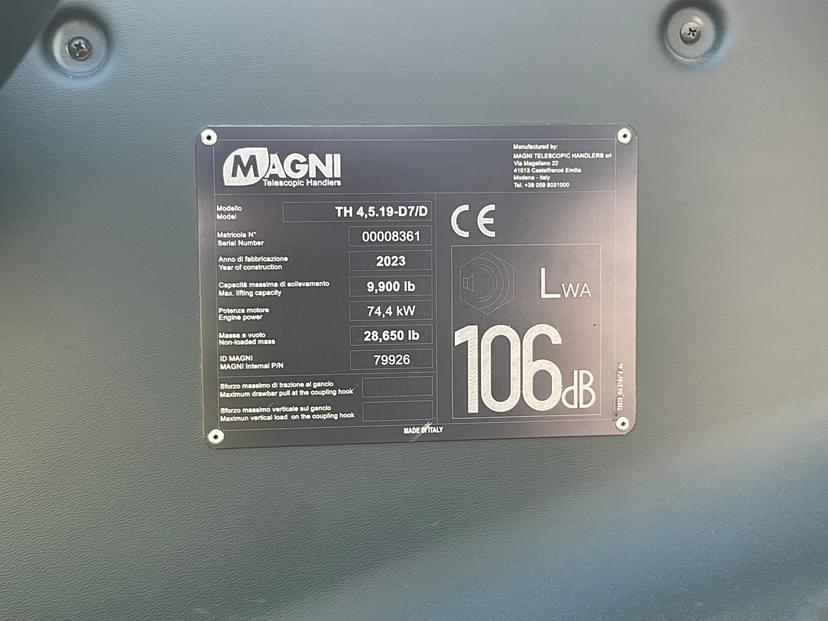 MAGNI
Telescopic Handlers
Manufactured by:
MAGNI TELESCOPIC HANDLERS srl
Via Magellano 22
41013 Castelfranco Emilia
Modena - Italy
Tel. +39 059 8031000
Modello
Model
TH 4,5.19-D7/D
Matricola N°
Serial Number
00008361
Anno di fabbricazione
Year of construction
2023
Capacità massima di sollevamento
Max. lifting capacity
9,900 lb
Potenza motore
Engine power
74,4 kW
Massa a vuoto
Non-loaded mass
28,650 lb
ID MAGNI
MAGNI Internal P/N
79926
Sforzo massimo di trazione al gancio
Maximum drawbar pull at the coupling hook
Sforzo massimo verticale sul gancio
Maximun vertical load on the coupling hook
CE
LWA
106dB
MADE IN ITALY